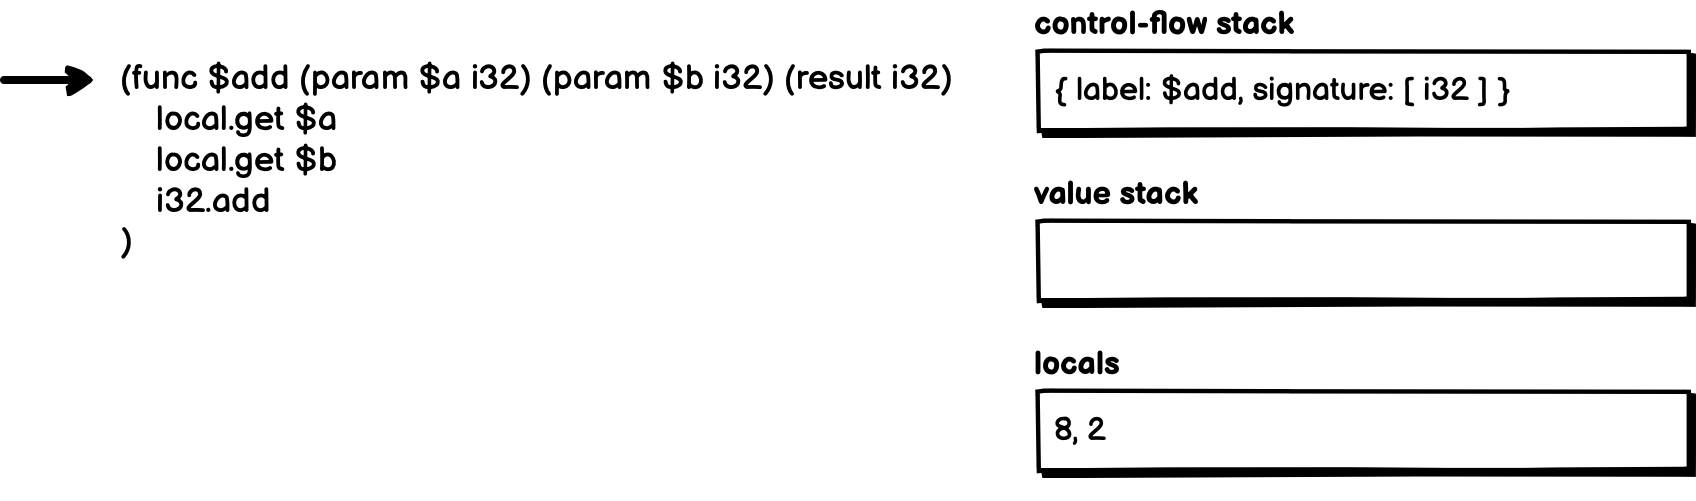 (func $add (param $a i32) (param $b i32) (result i32)
local.get $a
local.get $b
i32.add
)
control-flow stack
{ label: $add, signature: [ i32 ] }
value stack
locals
8, 2